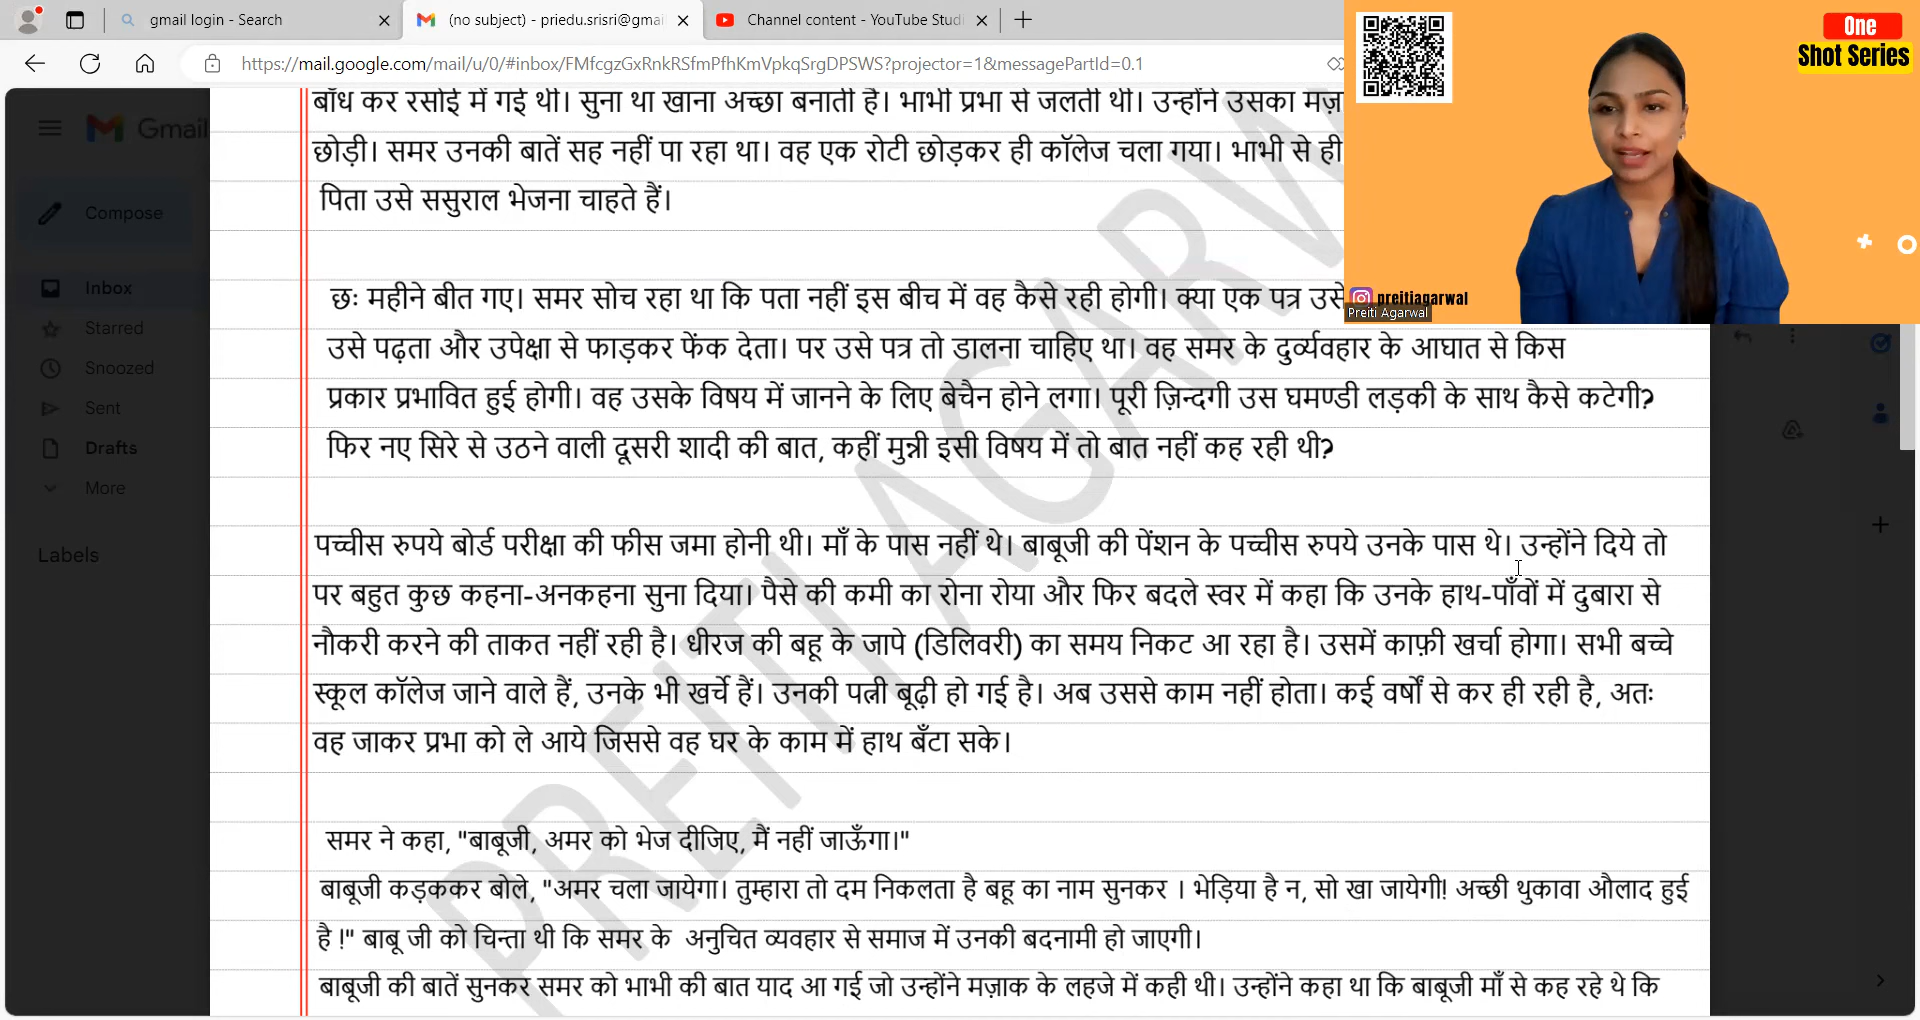 gmail login - Search
(no subject) - priedu.srisri@gmai
Channel content - YouTube Studi
https://mail.google.com/mail/u/0/#inbox/FMfcgzGxRnkRSfmPfhKmVpkqSrgDPSWS?projector=1&messagePartId=0.1
One
Shot Series
preitiagarwal
Preiti Agarwal
Gmail
Compose
Inbox
Starred
Snoozed
Sent
Drafts
More
Labels
बाँध कर रसोई में गई थी। सुना था खाना अच्छा बनाती है। भाभी प्रभा से जलती थी। उन्होंने उसका मज़ा
छोड़ी। समर उनकी बातें सह नहीं पा रहा था। वह एक रोटी छोड़कर ही कॉलेज चला गया। भाभी से ही
पिता उसे ससुराल भेजना चाहते हैं।
छः महीने बीत गए। समर सोच रहा था कि पता नहीं इस बीच में वह कैसे रही होगी। क्या एक पत्र उसे
उसे पढ़ता और उपेक्षा से फाड़कर फेंक देता। पर उसे पत्र तो डालना चाहिए था। वह समर के दुर्व्यवहार के आघात से किस
प्रकार प्रभावित हुई होगी। वह उसके विषय में जानने के लिए बेचैन होने लगा। पूरी ज़िन्दगी उस घमण्डी लड़की के साथ कैसे कटेगी?
फिर नए सिरे से उठने वाली दूसरी शादी की बात, कहीं मुन्नी इसी विषय में तो बात नहीं कह रही थी?
पच्चीस रुपये बोर्ड परीक्षा की फीस जमा होनी थी। माँ के पास नहीं थे। बाबूजी की पेंशन के पच्चीस रुपये उनके पास थे। उन्होंने दिये तो
पर बहुत कुछ कहना-अनकहना सुना दिया। पैसे की कमी का रोना रोया और फिर बदले स्वर में कहा कि उनके हाथ-पाँवों में दुबारा से
नौकरी करने की ताकत नहीं रही है। धीरज की बहू के जापे (डिलिवरी) का समय निकट आ रहा है। उसमें काफ़ी खर्चा होगा। सभी बच्चे
स्कूल कॉलेज जाने वाले हैं, उनके भी खर्चे हैं। उनकी पत्नी बूढ़ी हो गई है। अब उससे काम नहीं होता। कई वर्षों से कर ही रही है, अतः
वह जाकर प्रभा को ले आये जिससे वह घर के काम में हाथ बँटा सके।
समर ने कहा, "बाबूजी, अमर को भेज दीजिए, मैं नहीं जाऊँगा।"
बाबूजी कड़ककर बोले, "अमर चला जायेगा। तुम्हारा तो दम निकलता है बहू का नाम सुनकर । भेड़िया है न, सो खा जायेगी! अच्छी थुकावा औलाद हुई
है !" बाबू जी को चिन्ता थी कि समर के अनुचित व्यवहार से समाज में उनकी बदनामी हो जाएगी।
बाबूजी की बातें सुनकर समर को भाभी की बात याद आ गई जो उन्होंने मज़ाक के लहजे में कही थी। उन्होंने कहा था कि बाबूजी माँ से कह रहे थे कि
PREITI AGARW